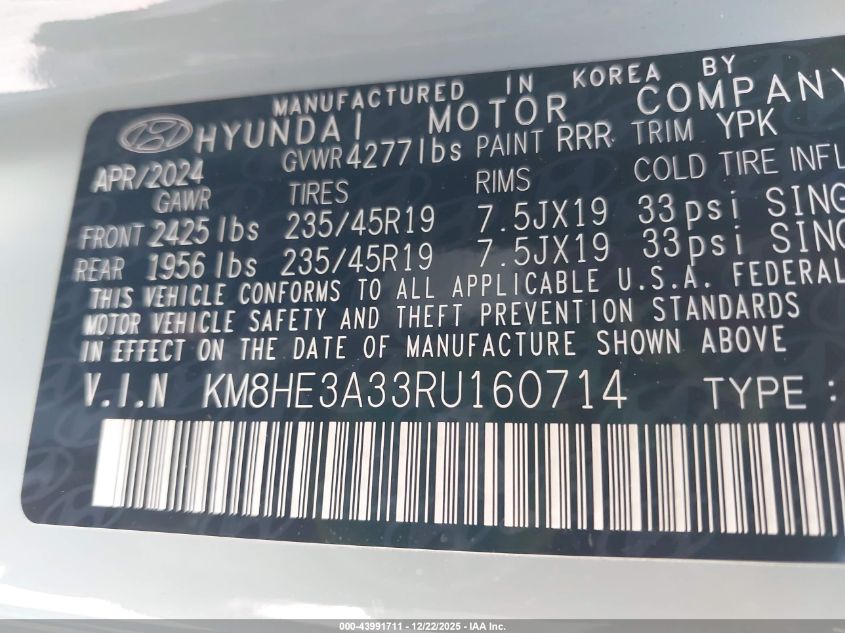 MANUFACTURED IN KOREA BY
HYUNDAI MOTOR COMPANY
APR/2024 GVWR 4277lbs PAINT RRR TRIM YPK
GAWR TIRES RIMS COLD TIRE INFL
FRONT 2425 lbs 235/45R19 7.5JX19 33psi SING
REAR 1956 lbs 235/45R19 7.5JX19 33psi SING
THIS VEHICLE CONFORMS TO ALL APPLICABLE U.S.A. FEDERAL
MOTOR VEHICLE SAFETY AND THEFT PREVENTION STANDARDS
IN EFFECT ON THE DATE OF MANUFACTURE SHOWN ABOVE
V.I.N KM8HE3A33RU160714 TYPE :
000-43991711 - 12/22/2025 - IAA Inc.